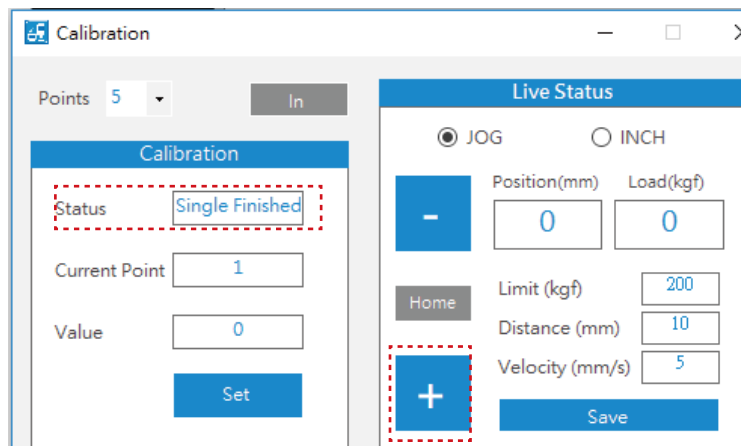 Calibration
Points 5 In
Calibration
Status Single Finished
Current Point 1
Value 0
Set
Live Status
JOG INCH
Position(mm) Load(kgf)
- 0 0
Home
Limit (kgf) 200
Distance (mm) 10
Velocity (mm/s) 5
+
Save